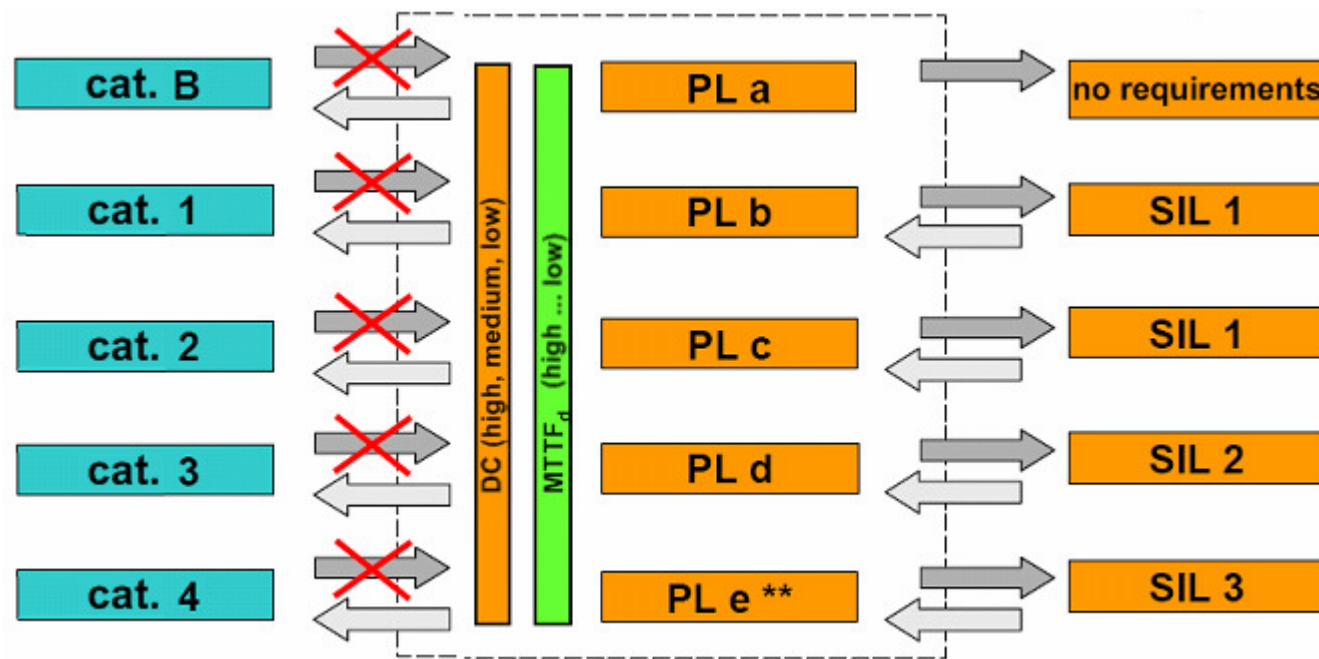 cat. B
PL a
no requirements
cat. 1
PL b
SIL 1
cat. 2
PL c
SIL 1
cat. 3
PL d
SIL 2
cat. 4
PL e **
SIL 3
DC (high, medium, low)
MTTFd (high ... low)